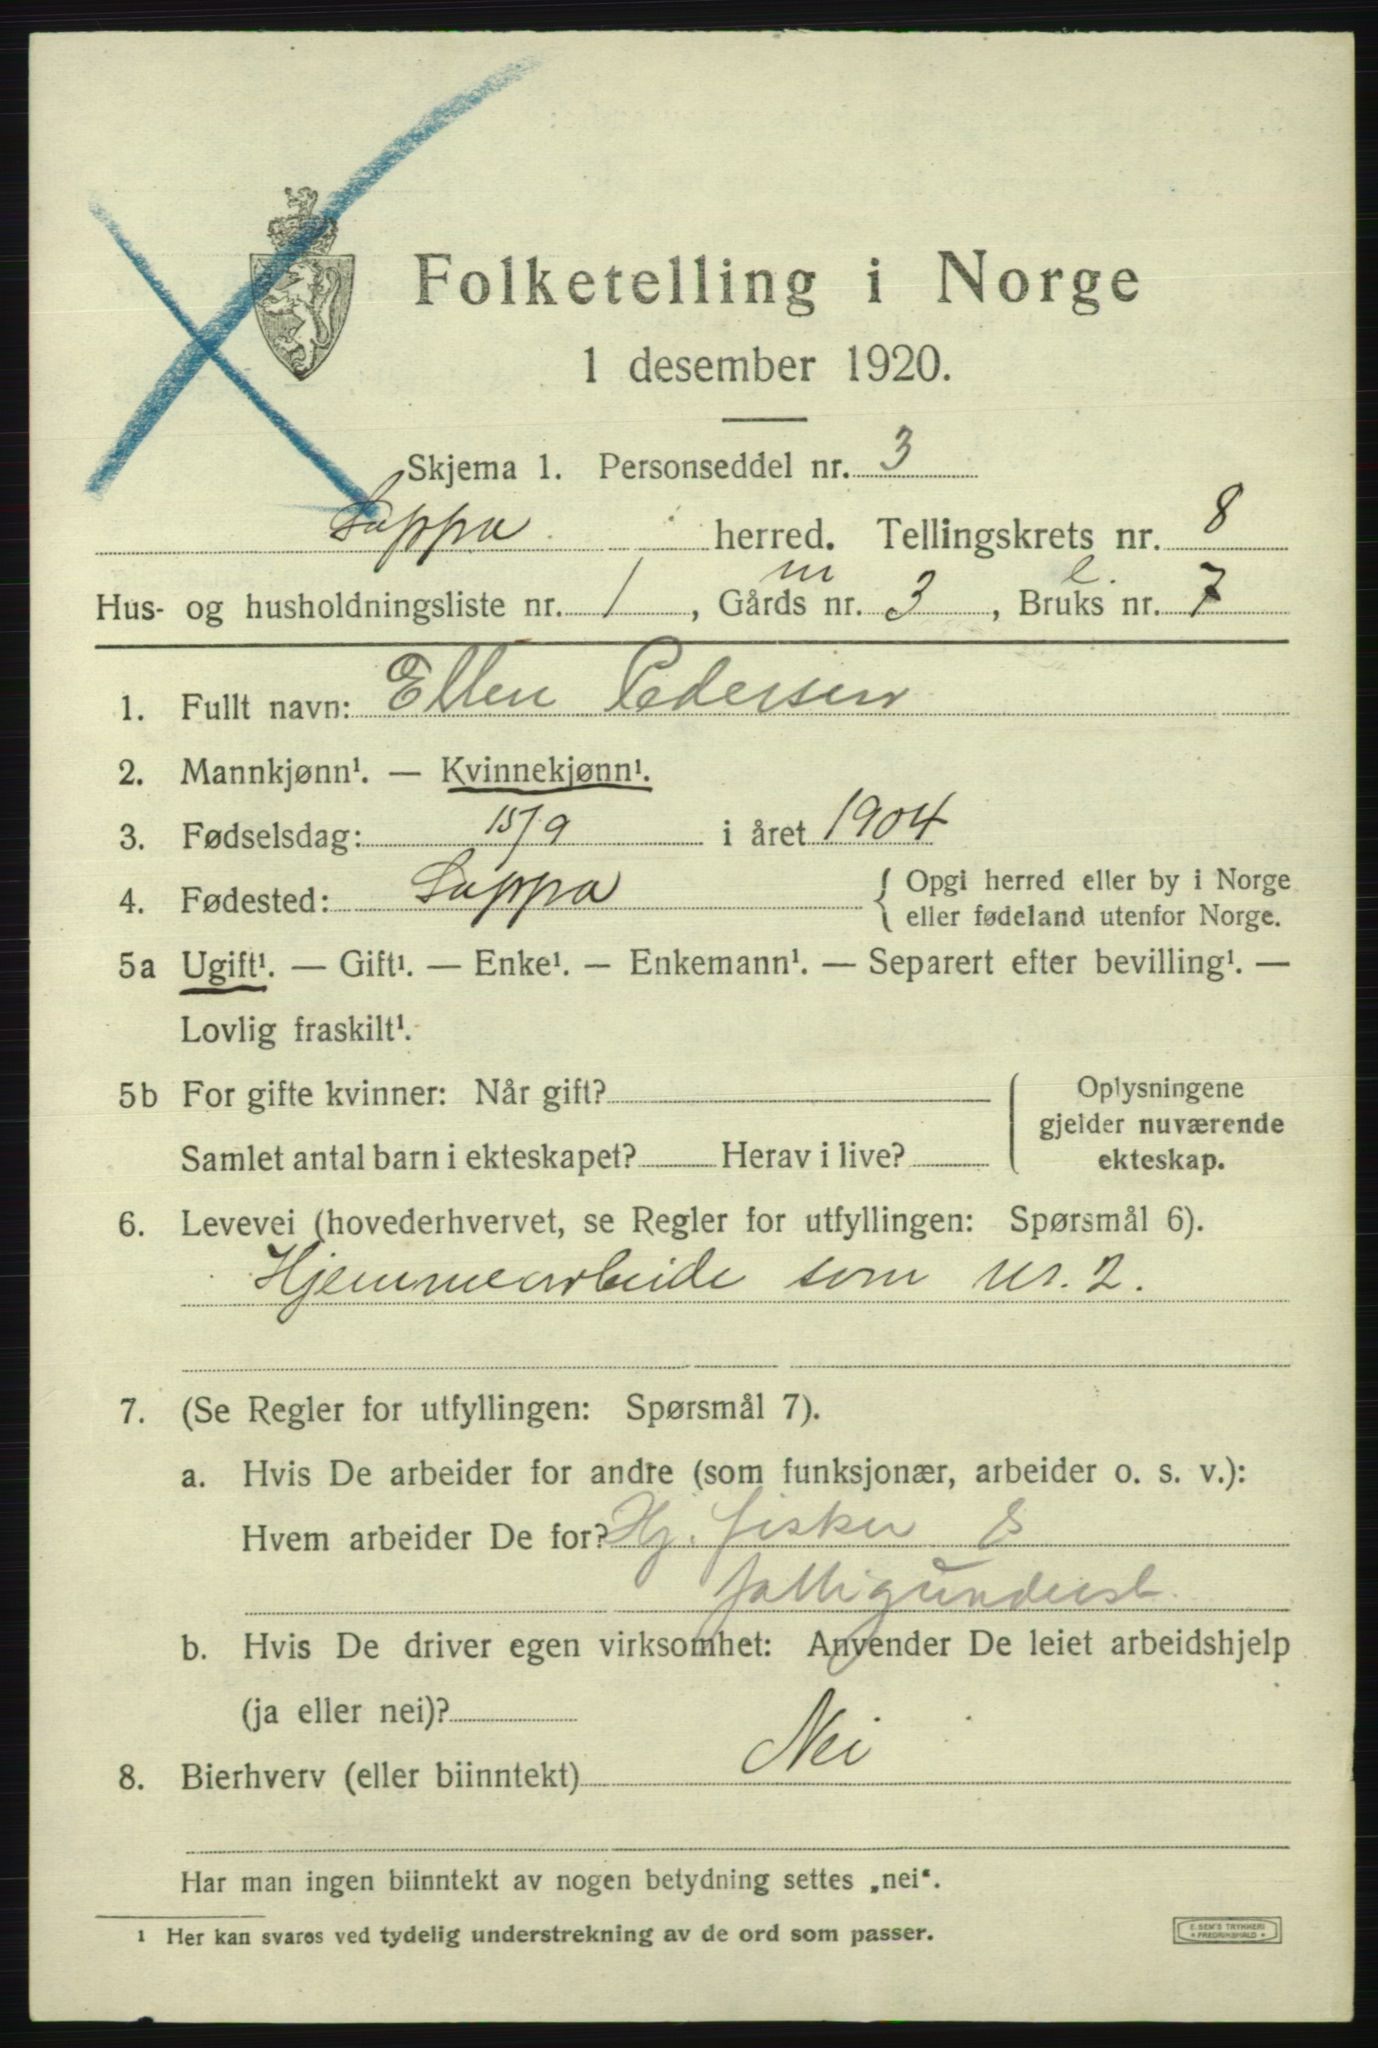 Folketelling i Norge
1 desember 1920.
Skjema 1. Personseddel nr. 3
Loppa herred. Tellingskrets nr. 8
m l.
Hus- og husholdningsliste nr. 1, Gårds nr. 3, Bruks nr. 7
1. Fullt navn: Ellen Pedersen
2. Mannkjønn¹. — Kvinnekjønn¹.
3. Fødselsdag: 15/9 i året 1904
4. Fødested: Loppa { Opgi herred eller by i Norge
eller fødeland utenfor Norge.
5a Ugift¹. — Gift¹. — Enke¹. — Enkemann¹. — Separert efter bevilling¹. —
Lovlig fraskilt¹.
5b For gifte kvinner: Når gift?
Samlet antal barn i ekteskapet? Herav i live?
Oplysningene
gjelder nuværende
ekteskap.
6. Levevei (hovederhvervet, se Regler for utfyllingen: Spørsmål 6).
Hjemmearbeide som nr. 2.
7. (Se Regler for utfyllingen: Spørsmål 7).
a. Hvis De arbeider for andre (som funksjonær, arbeider o. s. v.):
Hvem arbeider De for? Hj. fisker
b. Hvis De driver egen virksomhet: Anvender De leiet arbeidshjelp
(ja eller nei)?
8. Bierhverv (eller biinntekt) Nei
Har man ingen biinntekt av nogen betydning settes „nei“.
¹ Her kan svares ved tydelig understrekning av de ord som passer.
E. SEM'S TRYKKERI
FREDRIKSHALD